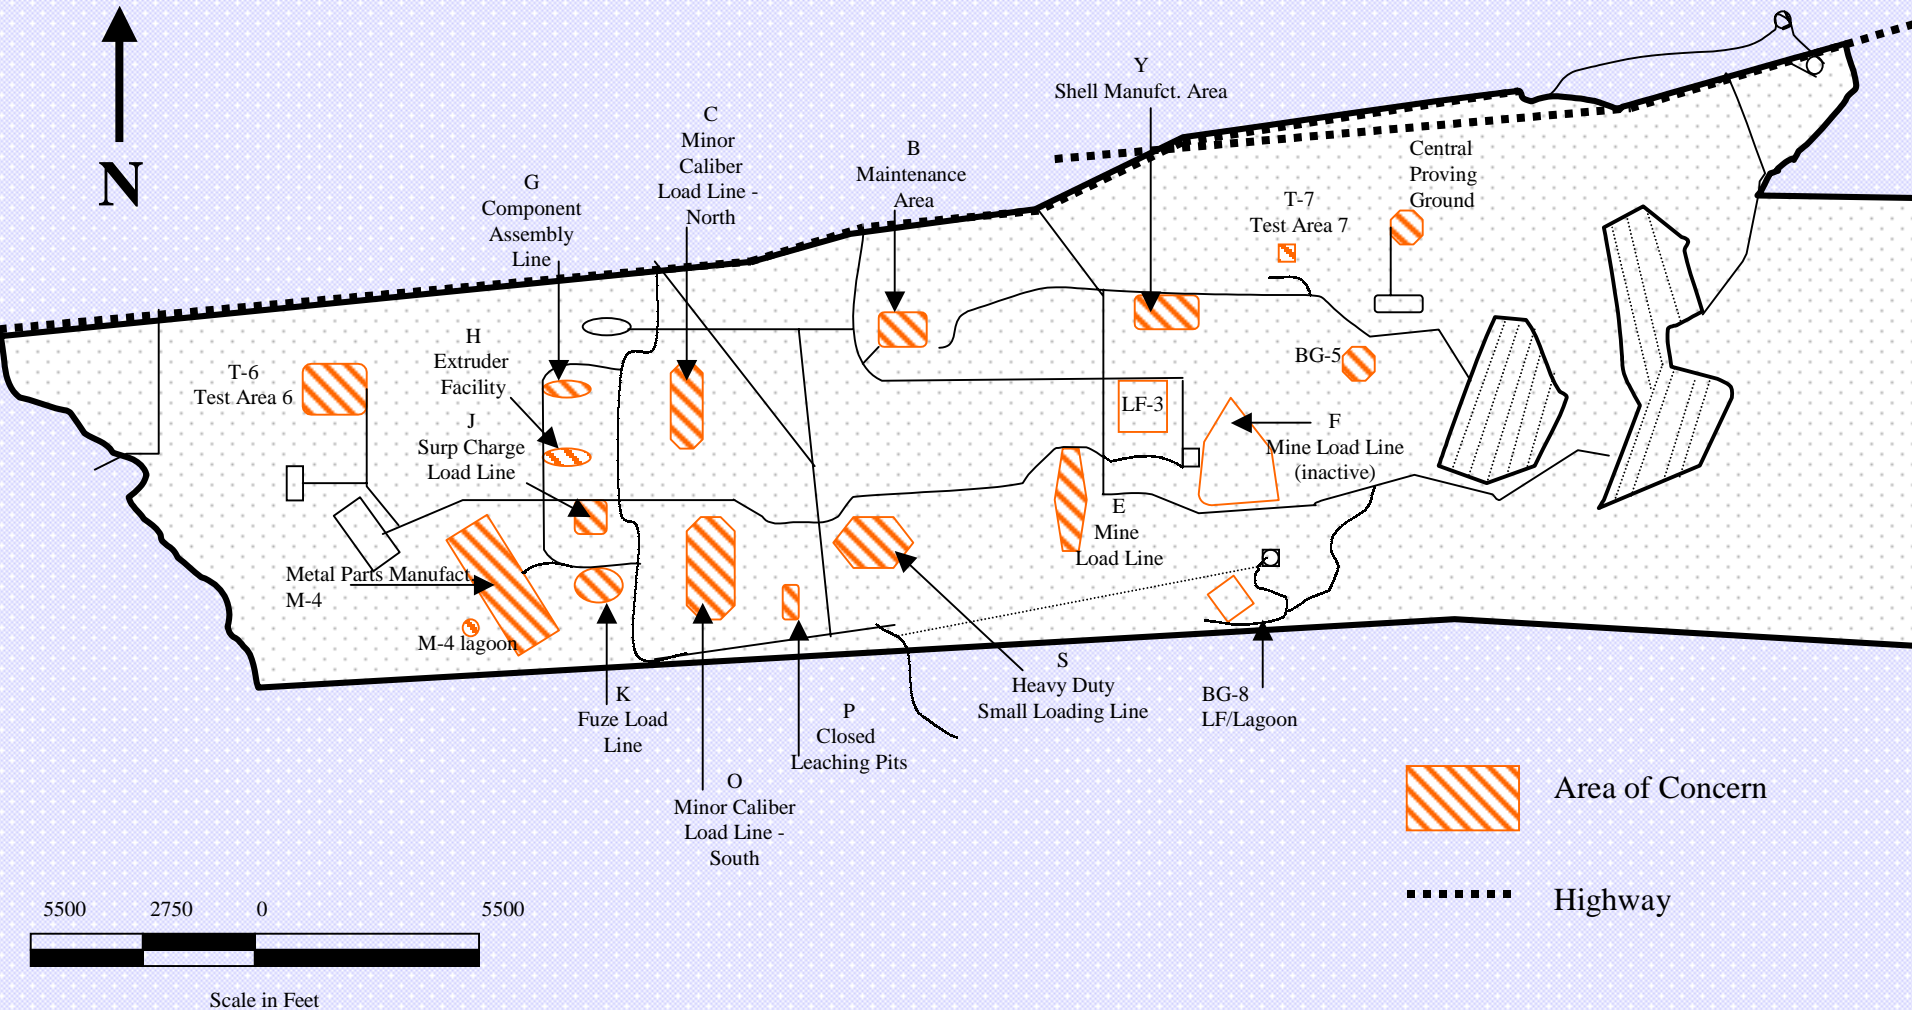 N
Y
Shell Manufct. Area
C
Minor
Caliber
Load Line -
North
B
Maintenance
Area
Central
Proving
Ground
G
Component
Assembly
Line
T-7
Test Area 7
H
Extruder
Facility
T-6
Test Area 6
BG-5
LF-3
J
Surp Charge
Load Line
F
Mine Load Line
(inactive)
E
Mine
Load Line
Metal Parts Manufact.
M-4
M-4 lagoon
S
Heavy Duty
Small Loading Line
K
Fuze Load
Line
P
Closed
Leaching Pits
BG-8
LF/Lagoon
O
Minor Caliber
Load Line -
South
Area of Concern
Highway
5500 2750 0 5500
Scale in Feet